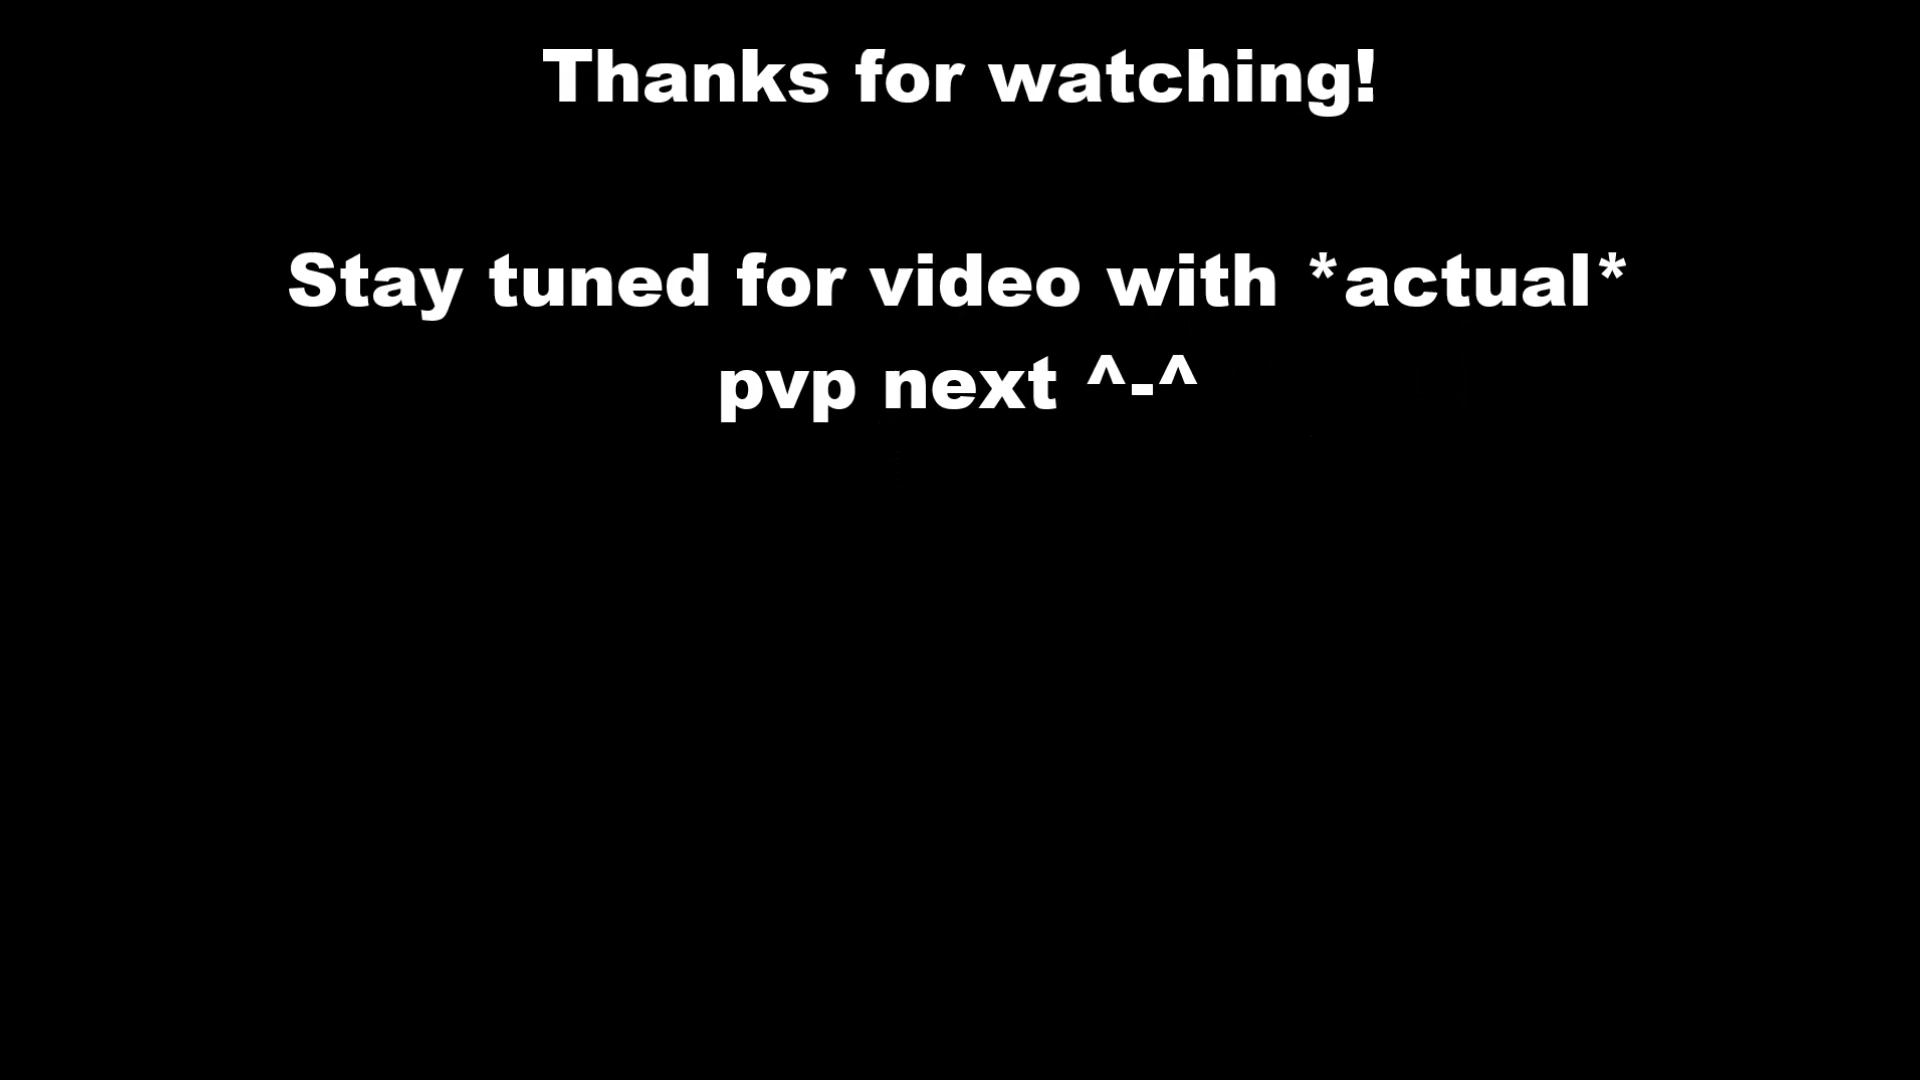 Thanks for watching!
Stay tuned for video with *actual*
pvp next ^-^